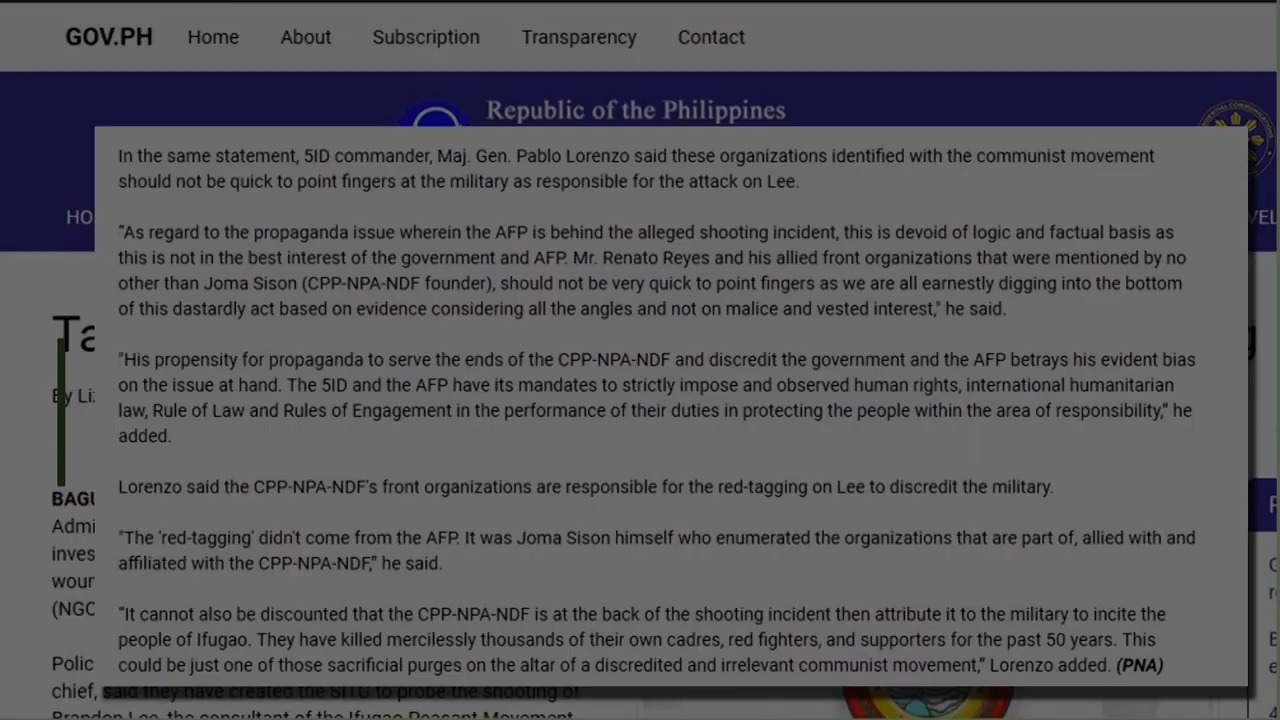 GOV.PH Home About Subscription Transparency Contact
Republic of the Philippines
HO
VEL
In the same statement, 5ID commander, Maj. Gen. Pablo Lorenzo said these organizations identified with the communist movement
should not be quick to point fingers at the military as responsible for the attack on Lee.
"As regard to the propaganda issue wherein the AFP is behind the alleged shooting incident, this is devoid of logic and factual basis as
this is not in the best interest of the government and AFP. Mr. Renato Reyes and his allied front organizations that were mentioned by no
other than Joma Sison (CPP-NPA-NDF founder), should not be very quick to point fingers as we are all earnestly digging into the bottom
of this dastardly act based on evidence considering all the angles and not on malice and vested interest," he said.
"His propensity for propaganda to serve the ends of the CPP-NPA-NDF and discredit the government and the AFP betrays his evident bias
on the issue at hand. The 5ID and the AFP have its mandates to strictly impose and observed human rights, international humanitarian
law, Rule of Law and Rules of Engagement in the performance of their duties in protecting the people within the area of responsibility,” he
added.
Lorenzo said the CPP-NPA-NDF's front organizations are responsible for the red-tagging on Lee to discredit the military.
"The 'red-tagging' didn't come from the AFP. It was Joma Sison himself who enumerated the organizations that are part of, allied with and
affiliated with the CPP-NPA-NDF,” he said.
“It cannot also be discounted that the CPP-NPA-NDF is at the back of the shooting incident then attribute it to the military to incite the
people of Ifugao. They have killed mercilessly thousands of their own cadres, red fighters, and supporters for the past 50 years. This
could be just one of those sacrificial purges on the altar of a discredited and irrelevant communist movement,” Lorenzo added. (PNA)
Ta
By Li
BAGU
Admi
inves
wour
(NGC
Polic
chief, said they have created the SITG to probe the shooting of
Brandon Lee, the consultant of the Ifugao Peasant Movement